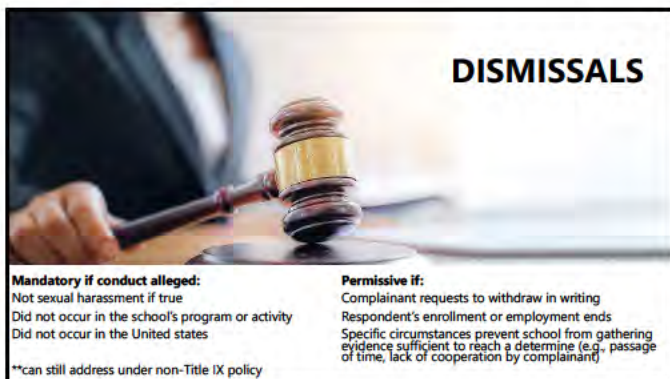 DISMISSALS
Mandatory if conduct alleged:
Not sexual harassment if true
Did not occur in the school's program or activity
Did not occur in the United states
**can still address under non-Title IX policy
Permissive if:
Complainant requests to withdraw in writing
Respondent's enrollment or employment ends
Specific circumstances prevent school from gathering
evidence sufficient to reach a determine (e.g., passage
of time, lack of cooperation by complainant)